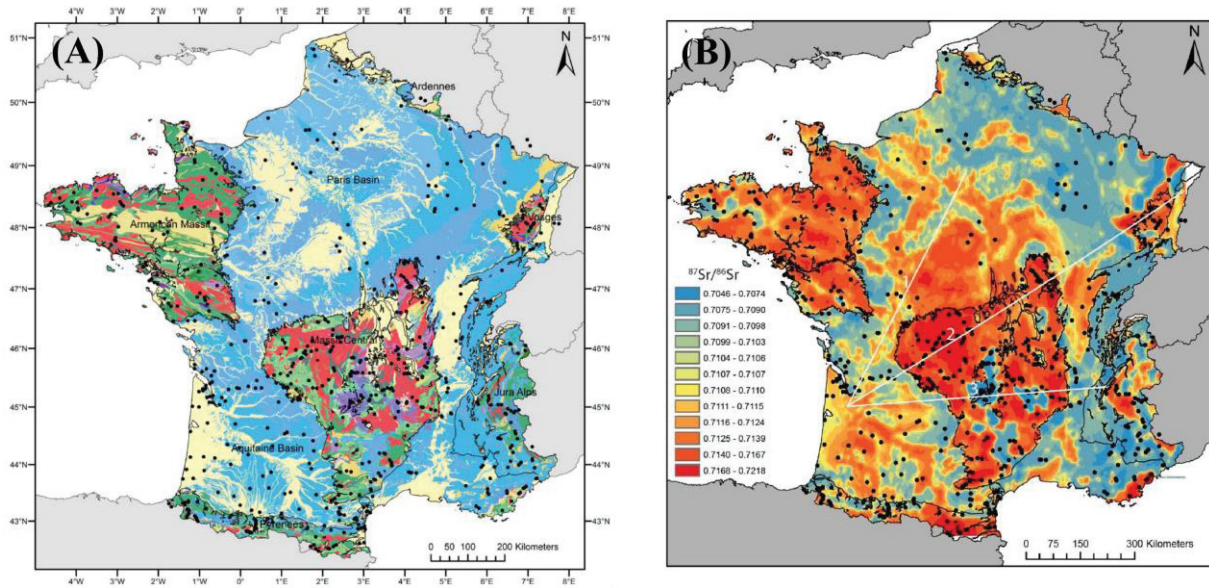 (A)
N
51°N
50°N
49°N
48°N
47°N
46°N
45°N
44°N
43°N
Ardennes
Paris Basin
Vosges
Armorican Massif
Massif Central
Jura Alps
Aquitaine Basin
Pyrenees
0 50 100 200 Kilometers
4°W 3°W 2°W 1°W 0° 1°E 2°E 3°E 4°E 5°E 6°E 7°E 8°E
(B)
N
1
2
3
⁸⁷Sr/⁸⁶Sr
0.7046 - 0.7074
0.7075 - 0.7090
0.7091 - 0.7098
0.7099 - 0.7103
0.7104 - 0.7106
0.7107 - 0.7107
0.7108 - 0.7110
0.7111 - 0.7115
0.7116 - 0.7124
0.7125 - 0.7139
0.7140 - 0.7167
0.7168 - 0.7218
0 75 150 300 Kilometers